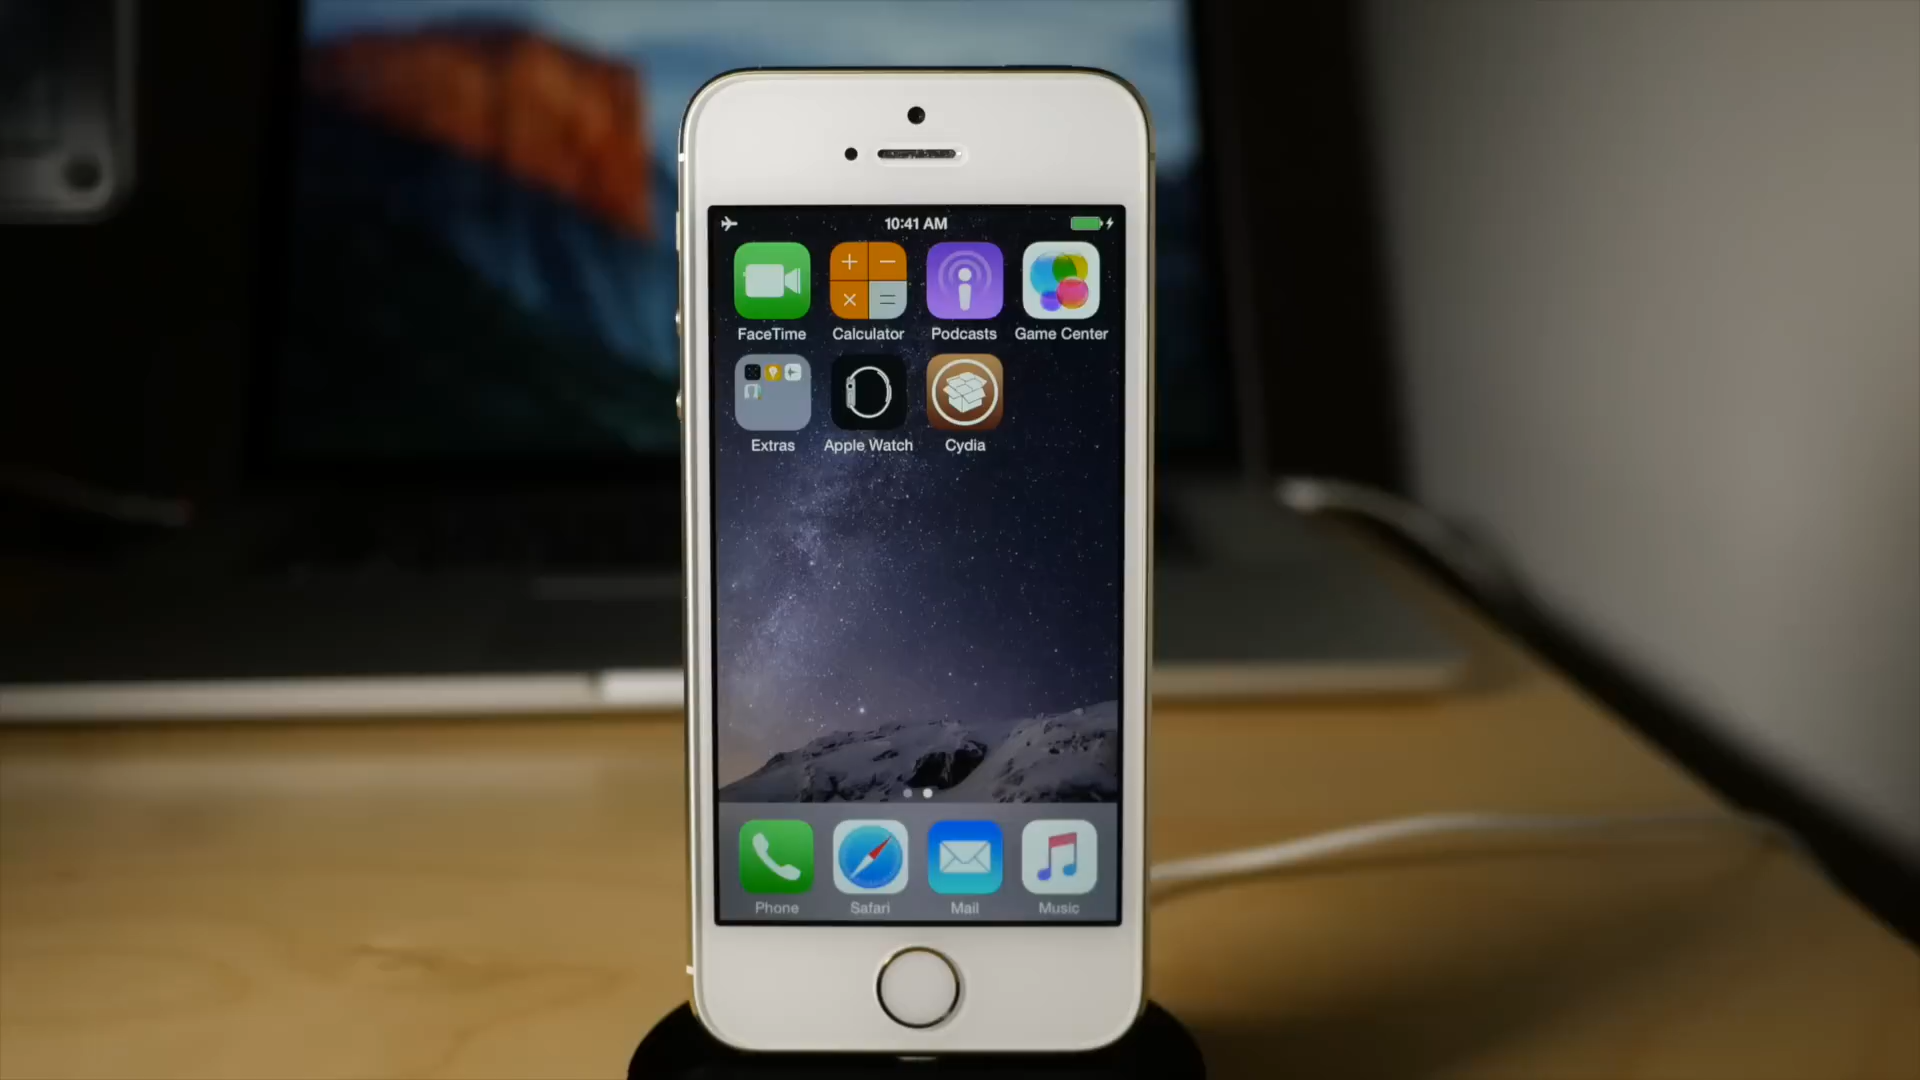 10:41 AM
FaceTime Calculator Podcasts Game Center
Extras Apple Watch Cydia
Phone Safari Mail Music